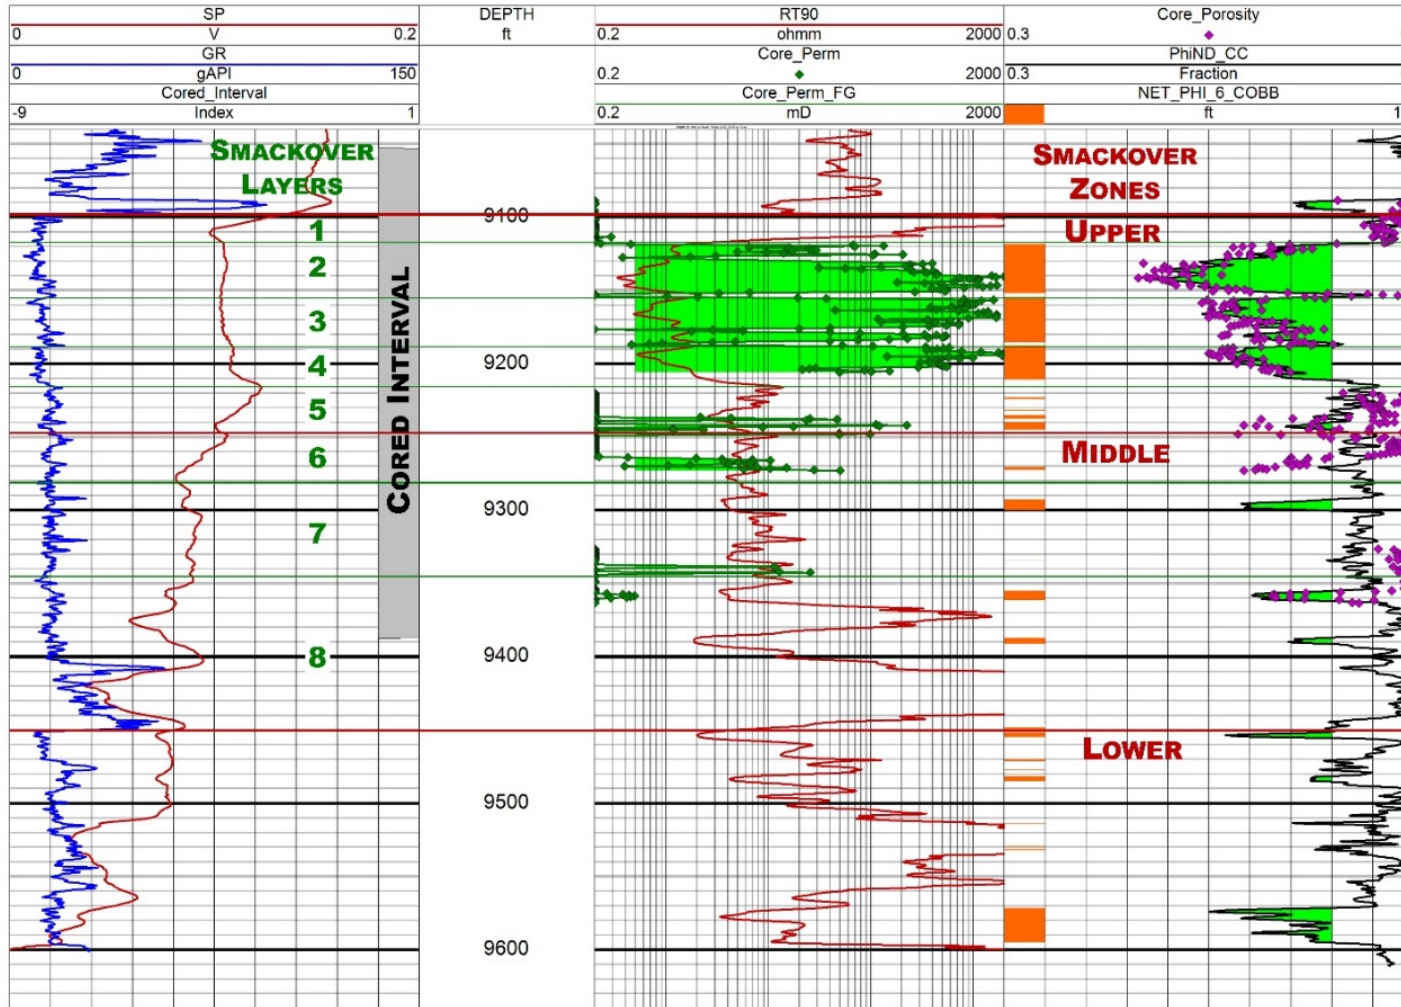 SP DEPTH RT90 Core_Porosity
0 V 0.2 ft 0.2 ohmm 2000 0.3
GR Core_Perm PhiND_CC
0 gAPI 150 0.2 2000 0.3 Fraction
Cored_Interval Core_Perm_FG NET_PHI_6_COBB
-9 Index 1 0.2 mD 2000 ft 1
SMACKOVER
LAYERS
SMACKOVER
ZONES
9100
1
UPPER
2
3
9200
4
5
MIDDLE
6
CORED INTERVAL
9300
7
9400
8
LOWER
9500
9600